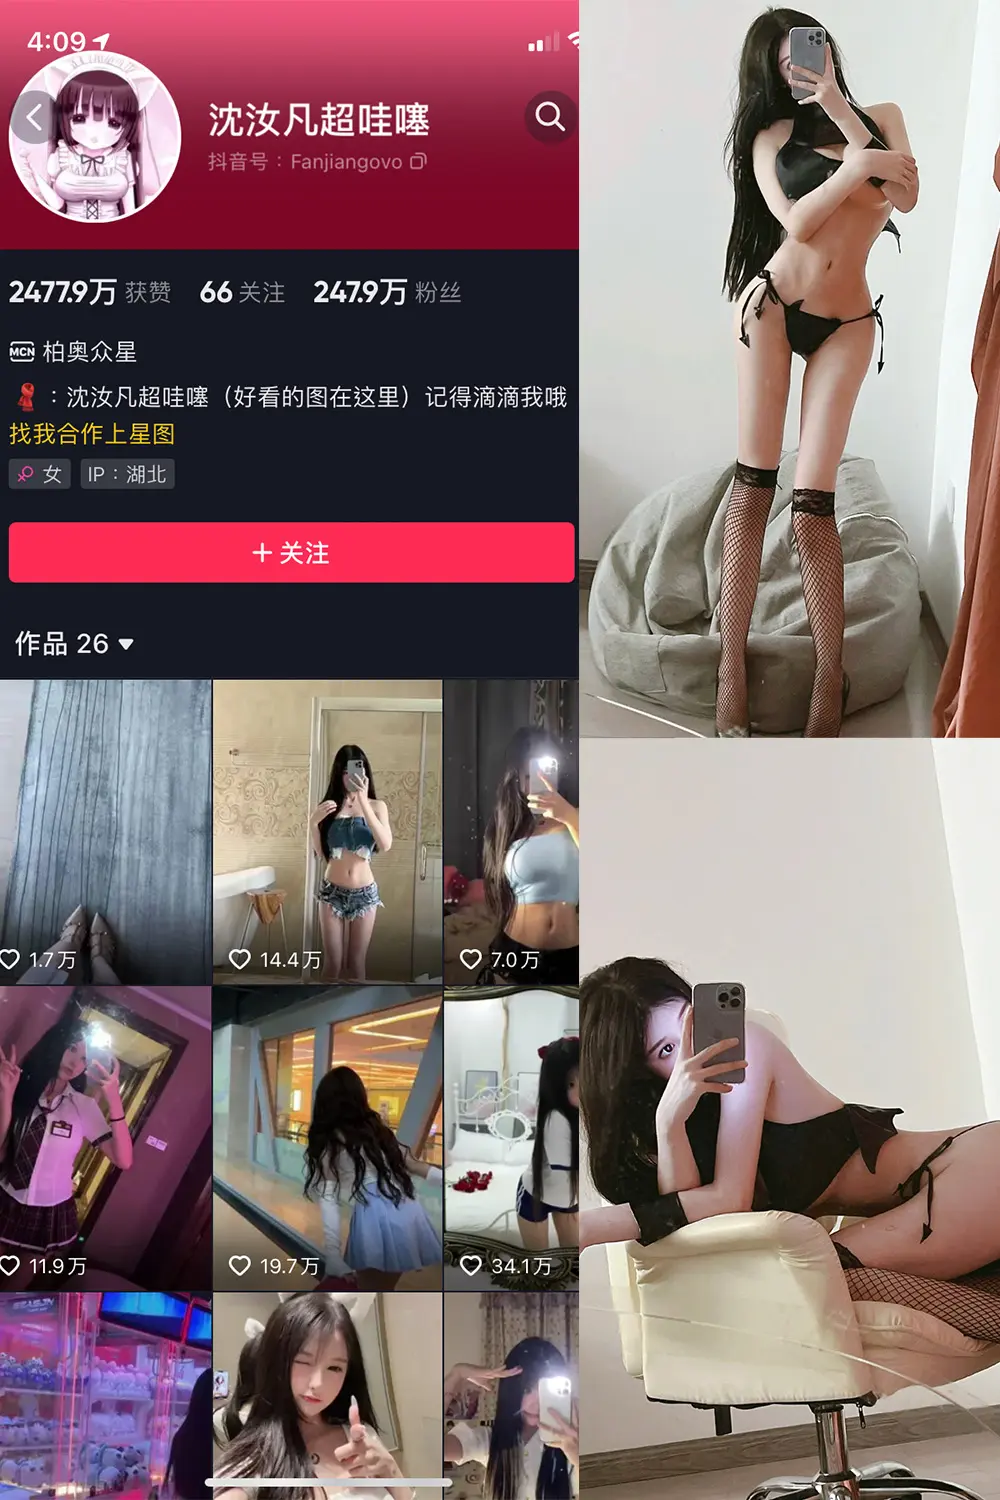 4:09
沈汝凡超哇噻
抖音号：Fanjiangovo
2477.9万 获赞 66 关注 247.9万 粉丝
MCN 柏奥众星
：沈汝凡超哇噻（好看的图在这里）记得滴滴我哦
找我合作上星图
女 IP：湖北
+ 关注
作品 26
1.7万 14.4万 7.0万
11.9万 19.7万 34.1万